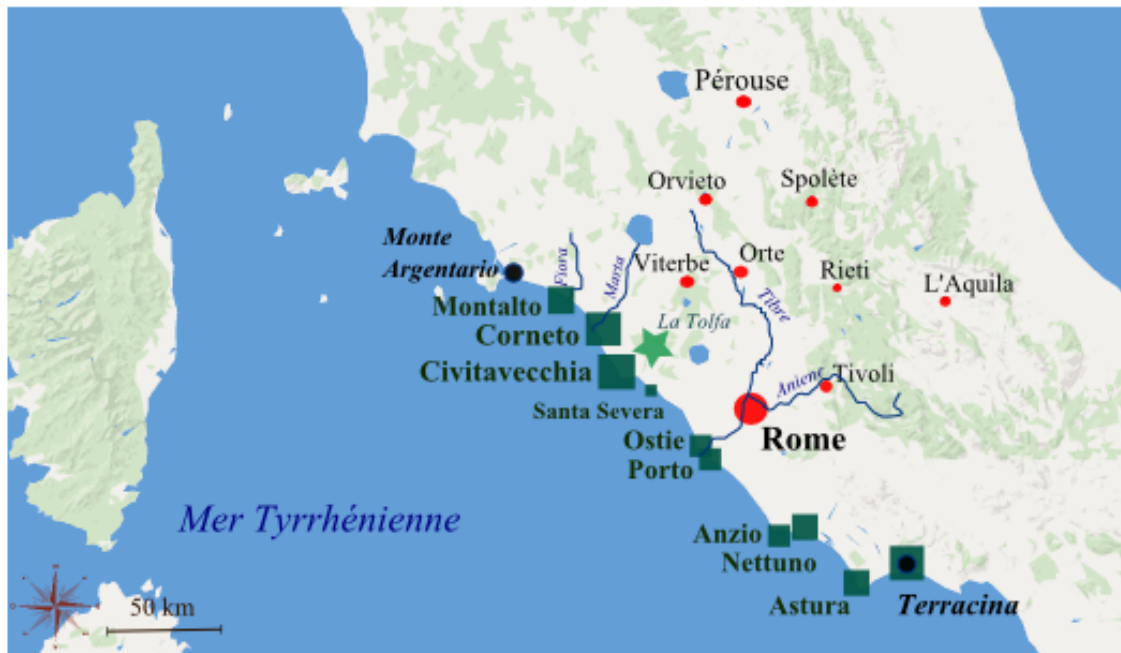 Pérouse
Orvieto
Spolète
Monte
Argentario
Fiora
Marta
Viterbe
Orte
Rieti
L'Aquila
Tibre
Montalto
La Tolfa
Corneto
Civitavecchia
Aniene
Tivoli
Santa Severa
Ostie
Rome
Porto
Mer Tyrrhénienne
Anzio
Nettuno
Astura
Terracina
50 km